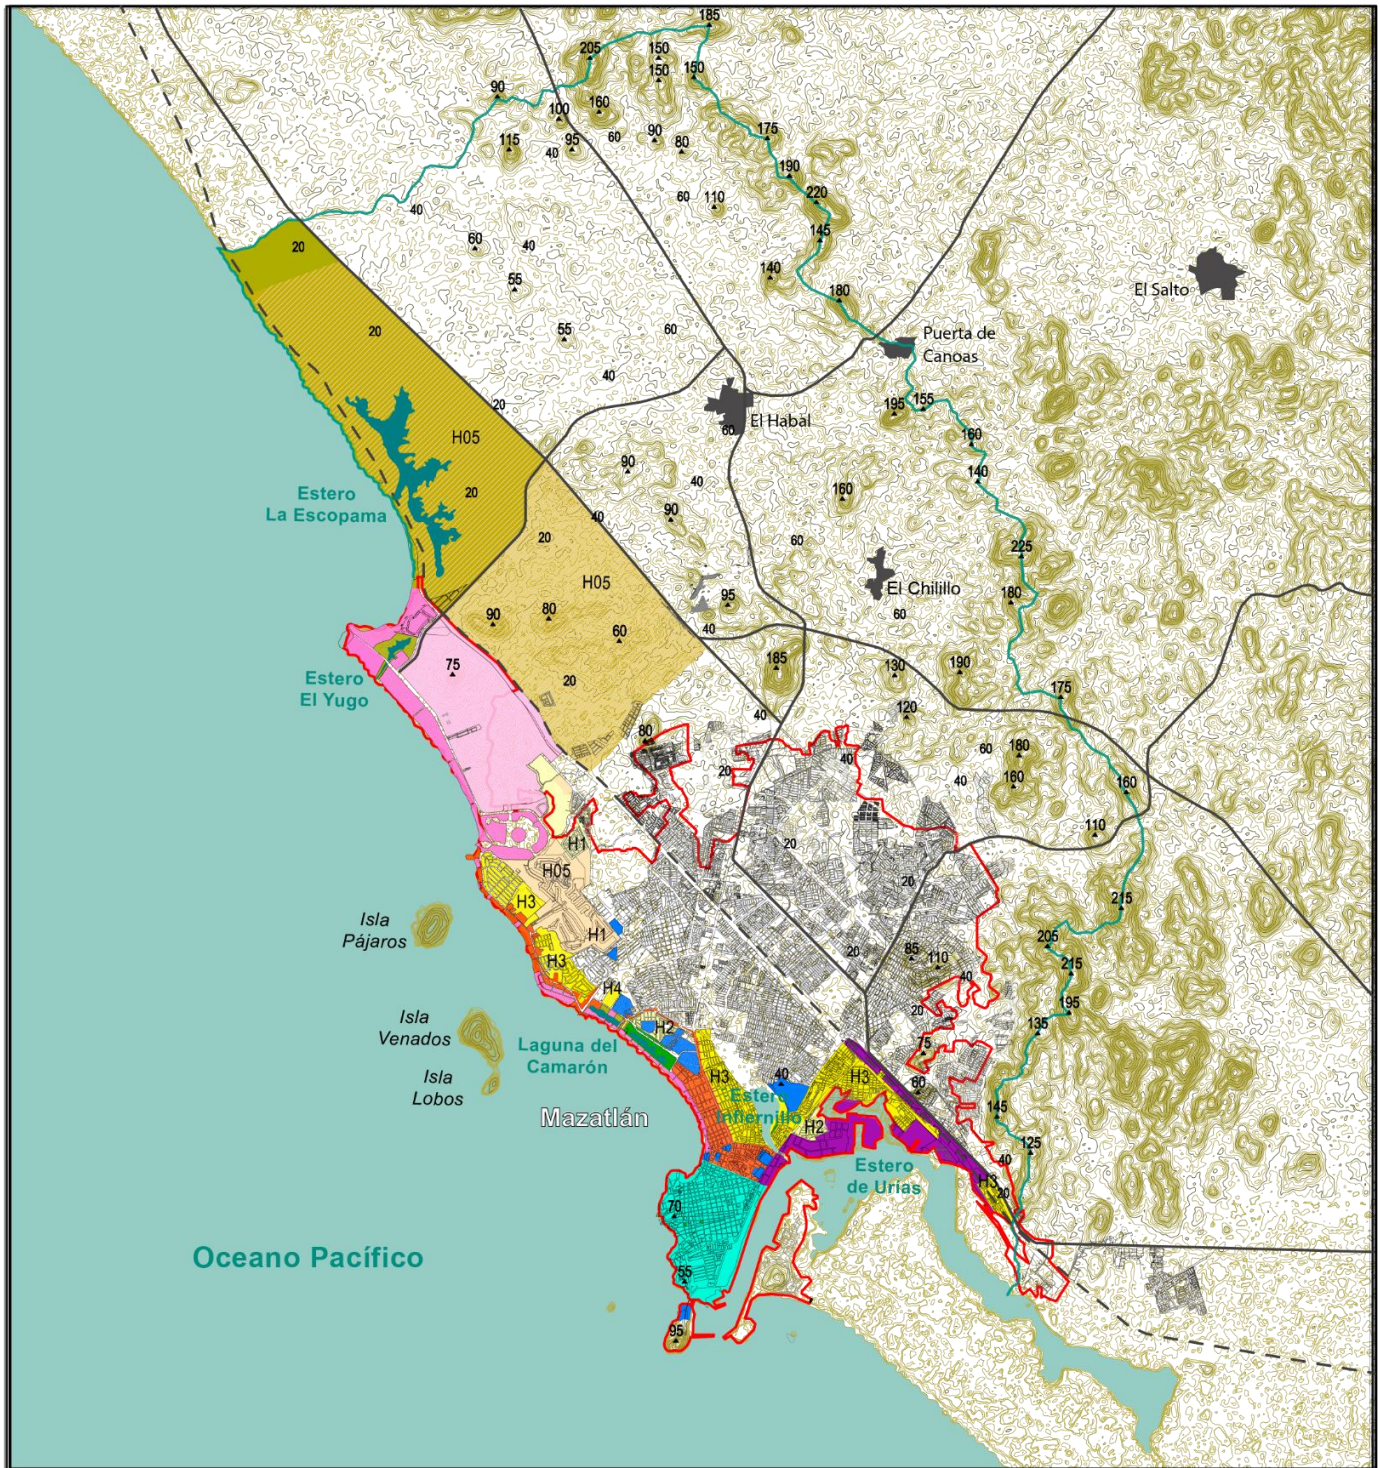 185
205
150
150
150
90
160
100
175
60
90
115
95
80
40
190
60
110
220
40
145
20
60
40
140
55
180
El Salto
20
60
55
Puerta de
Canoas
40
20
195
155
El Habal
60
H05
160
90
40
140
20
160
Estero
La Escopama
90
40
20
60
225
H05
El Chilillo
95
180
80
90
60
60
40
185
130
190
75
20
Estero
El Yugo
175
40
120
80
60
180
40
20
40
160
160
110
H1
20
H05
20
215
H3
Isla
Pájaros
H1
205
20
85
110
H3
215
40
H4
195
Isla
Venados
20
135
H2
Laguna del
Camarón
75
H3
40
H3
60
Isla
Lobos
Estero
Infiernillo
145
Mazatlán
H2
125
40
Estero
de Urías
H3
20
70
Oceano Pacífico
55
95